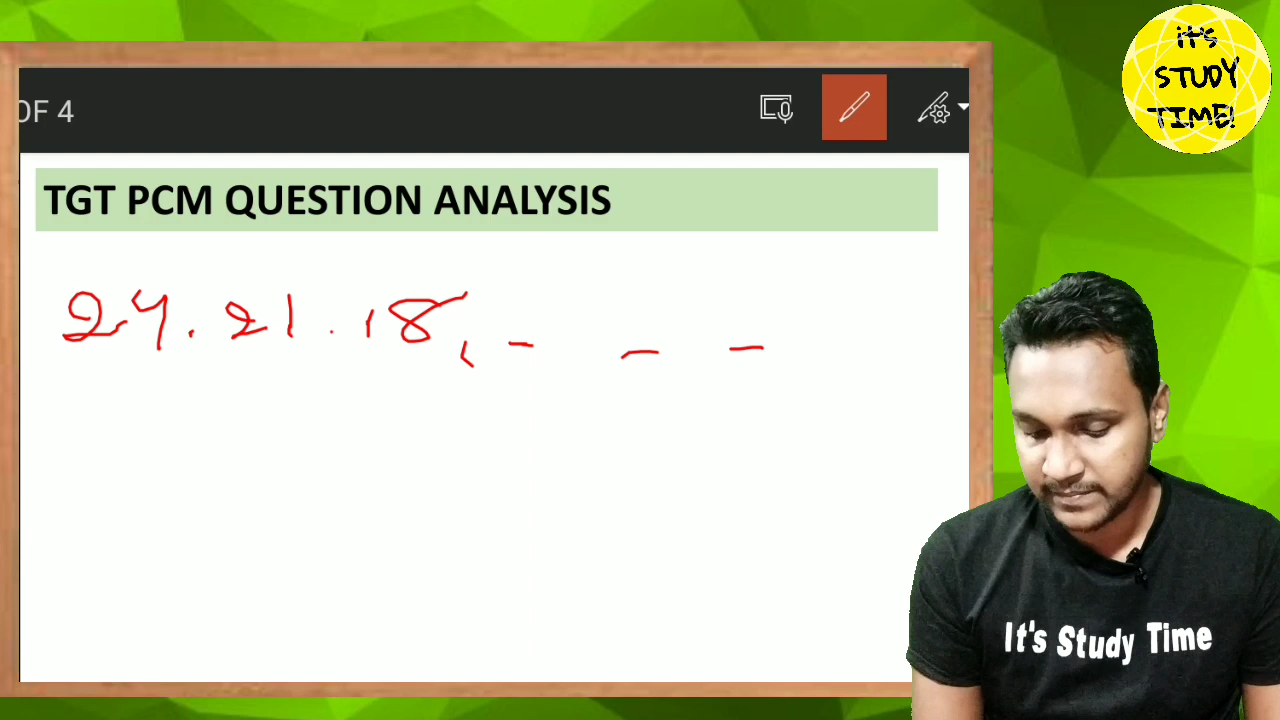 OF 4
TGT PCM QUESTION ANALYSIS
24, 21, 18, - - -
it's
STUDY
TIME!
It's Study Time